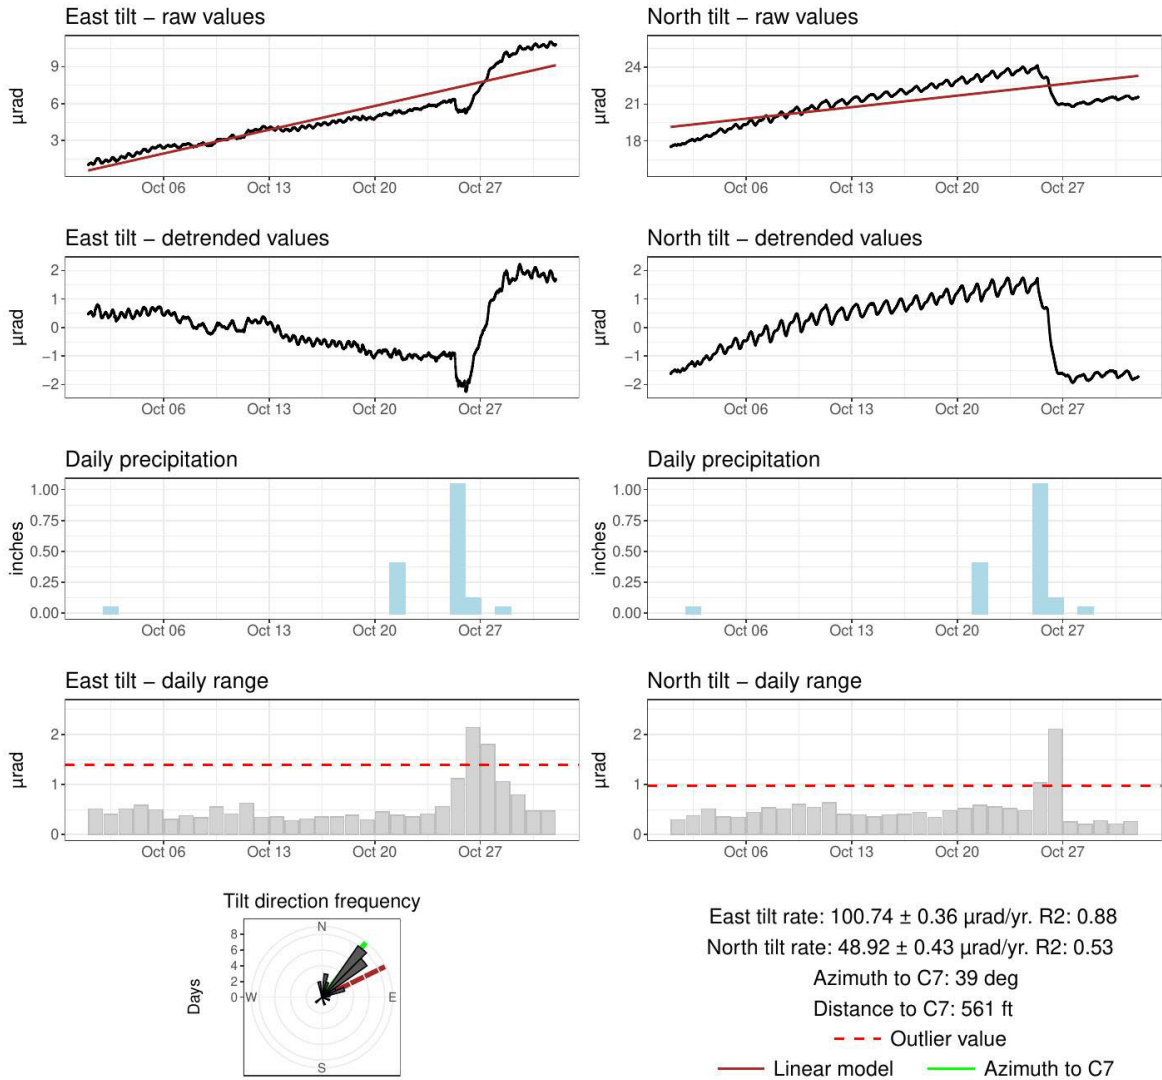 East tilt – raw values
North tilt – raw values
µrad
9
6
3
Oct 06 Oct 13 Oct 20 Oct 27
µrad
24
21
18
Oct 06 Oct 13 Oct 20 Oct 27
East tilt – detrended values
North tilt – detrended values
µrad
2
1
0
−1
−2
Oct 06 Oct 13 Oct 20 Oct 27
µrad
2
1
0
−1
−2
Oct 06 Oct 13 Oct 20 Oct 27
Daily precipitation
Daily precipitation
inches
1.00
0.75
0.50
0.25
0.00
Oct 06 Oct 13 Oct 20 Oct 27
inches
1.00
0.75
0.50
0.25
0.00
Oct 06 Oct 13 Oct 20 Oct 27
East tilt – daily range
North tilt – daily range
µrad
2
1
0
Oct 06 Oct 13 Oct 20 Oct 27
µrad
2
1
0
Oct 06 Oct 13 Oct 20 Oct 27
Tilt direction frequency
Days
8
6
4
2
0
N
W
E
S
East tilt rate: 100.74 ± 0.36 µrad/yr. R2: 0.88
North tilt rate: 48.92 ± 0.43 µrad/yr. R2: 0.53
Azimuth to C7: 39 deg
Distance to C7: 561 ft
Outlier value
Linear model Azimuth to C7